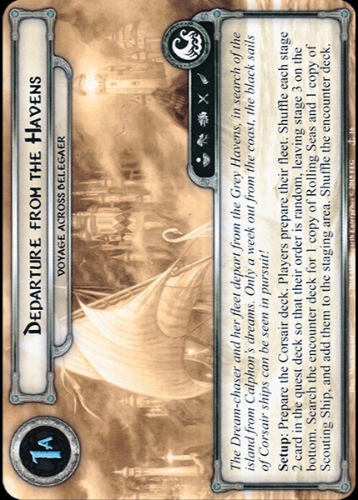 1A
DEPARTURE FROM THE HAVENS
VOYAGE ACROSS BELEGAER
The Dream-chaser and her fleet depart from the Grey Havens, in search of the
island from Calphon's dreams. Only a week out from the coast, the black sails
of Corsair ships can be seen in pursuit!
Setup: Prepare the Corsair deck. Players prepare their fleet. Shuffle each stage
2 card in the quest deck so that their order is random, leaving stage 3 on the
bottom. Search the encounter deck for 1 copy of Rolling Seas and 1 copy of
Scouting Ship, and add them to the staging area. Shuffle the encounter deck.
Enterprises © 2015 FFG